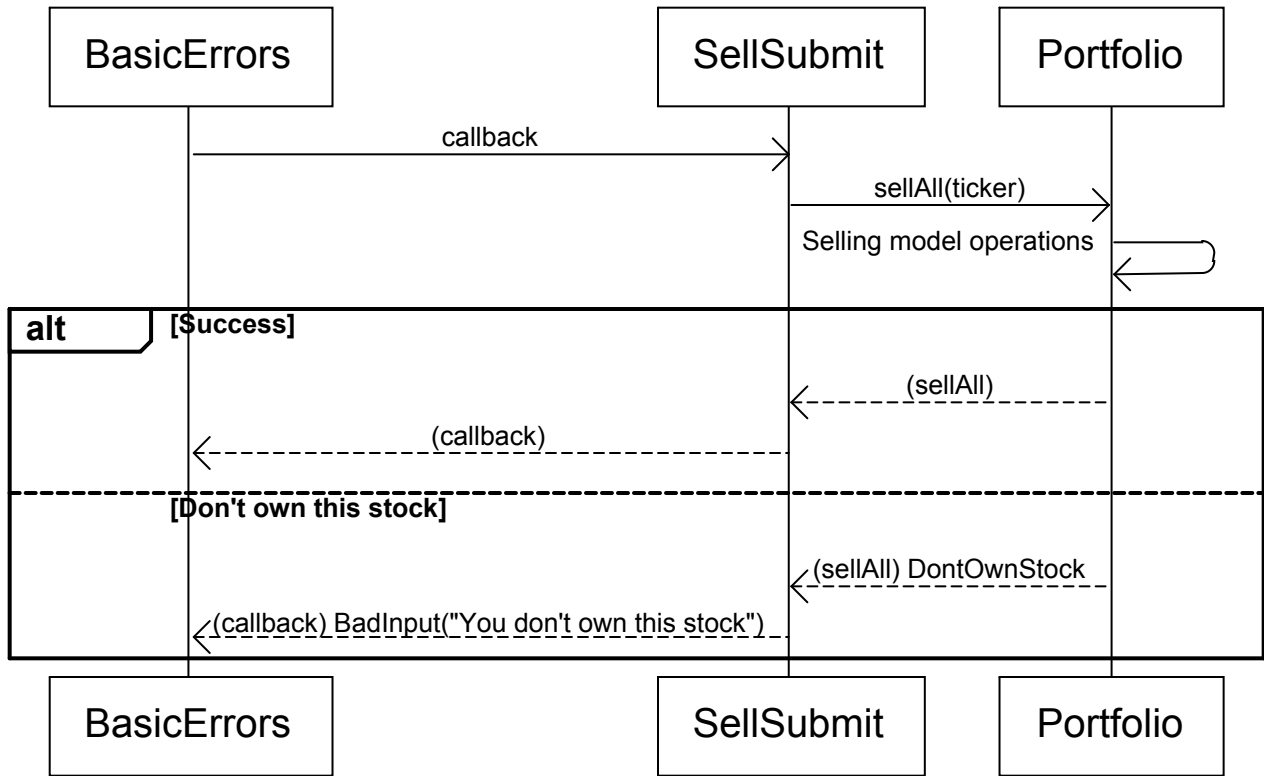 BasicErrors
SellSubmit
Portfolio
callback
sellAll(ticker)
Selling model operations
alt
[Success]
(sellAll)
(callback)
[Don't own this stock]
(sellAll) DontOwnStock
(callback) BadInput("You don't own this stock")
BasicErrors
SellSubmit
Portfolio